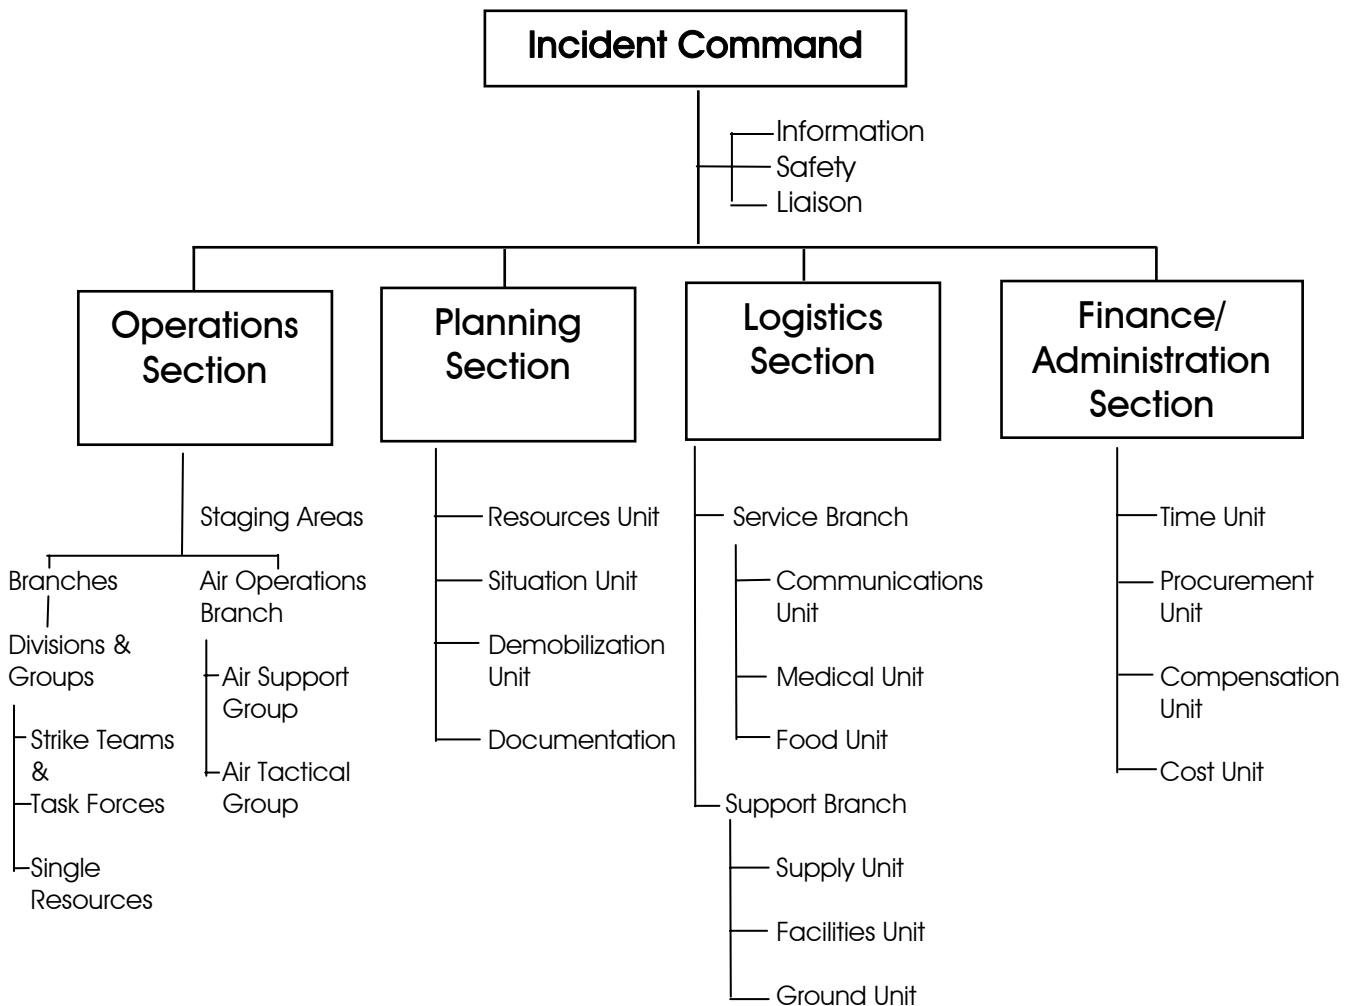 Incident Command
Information
Safety
Liaison
Operations
Section
Planning
Section
Logistics
Section
Finance/
Administration
Section
Staging Areas
Branches
Divisions &
Groups
Strike Teams
&
Task Forces
Single
Resources
Air Operations
Branch
Air Support
Group
Air Tactical
Group
Resources Unit
Situation Unit
Demobilization
Unit
Documentation
Service Branch
Communications
Unit
Medical Unit
Food Unit
Support Branch
Supply Unit
Facilities Unit
Ground Unit
Time Unit
Procurement
Unit
Compensation
Unit
Cost Unit